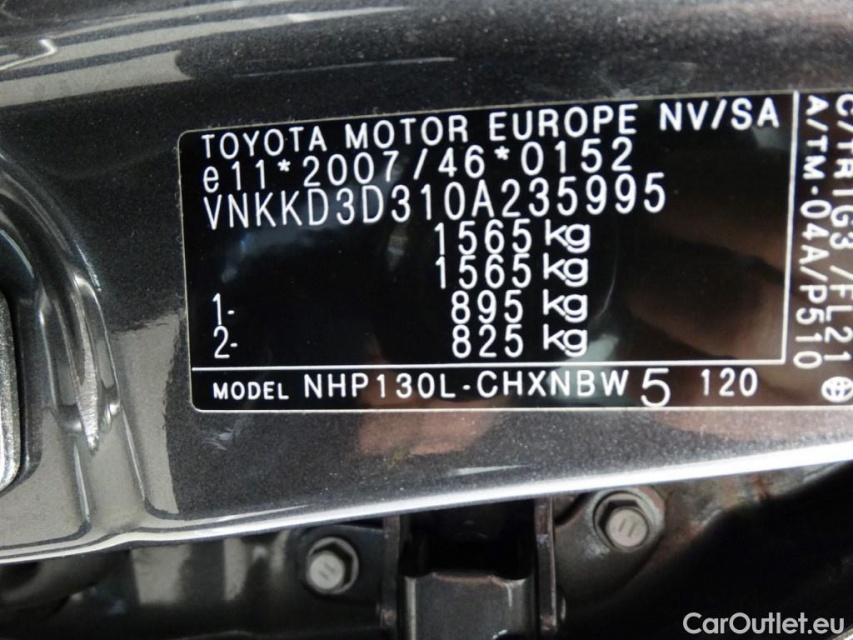 TOYOTA MOTOR EUROPE NV/SA
e11*2007/46*0152
VNKKD3D310A235995
1565 kg
1565 kg
1- 895 kg
2- 825 kg
MODEL NHP130L-CHXNBW 5 120
C/TR 1G3 /FL21
A/TM-04A/P510
CarOutlet.eu